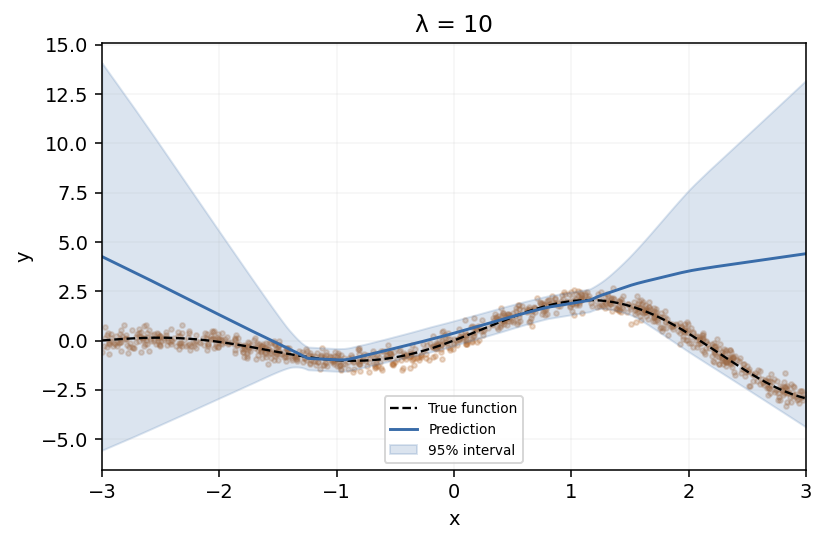 λ = 10
15.0
12.5
10.0
7.5
5.0
2.5
0.0
−2.5
−5.0
y
True function
Prediction
95% interval
−3
−2
−1
0
1
2
3
x